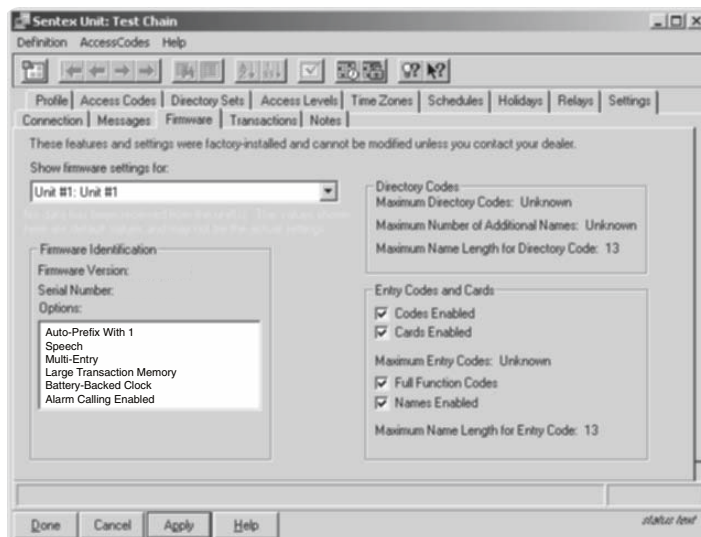 Sentex Unit: Test Chain
Definition AccessCodes Help
Profile Access Codes Directory Sets Access Levels Time Zones Schedules Holidays Relays Settings
Connection Messages Firmware Transactions Notes
These features and settings were factory-installed and cannot be modified unless you contact your dealer.
Show firmware settings for:
Unit #1: Unit #1
Directory Codes
Maximum Directory Codes: Unknown
Maximum Number of Additional Names: Unknown
Maximum Name Length for Directory Code: 13
Firmware Identification
Firmware Version:
Serial Number:
Options:
Auto-Prefix With 1
Speech
Multi-Entry
Large Transaction Memory
Battery-Backed Clock
Alarm Calling Enabled
Entry Codes and Cards
Codes Enabled
Cards Enabled
Maximum Entry Codes: Unknown
Full Function Codes
Names Enabled
Maximum Name Length for Entry Code: 13
Done Cancel Apply Help
status text